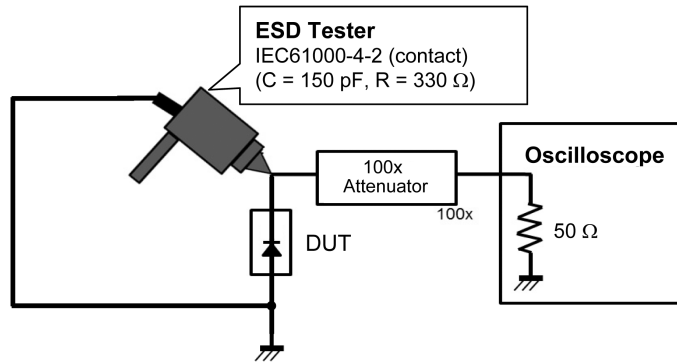 ESD Tester
IEC61000-4-2 (contact)
(C = 150 pF, R = 330 Ω)
100x
Attenuator
100x
Oscilloscope
50 Ω
DUT